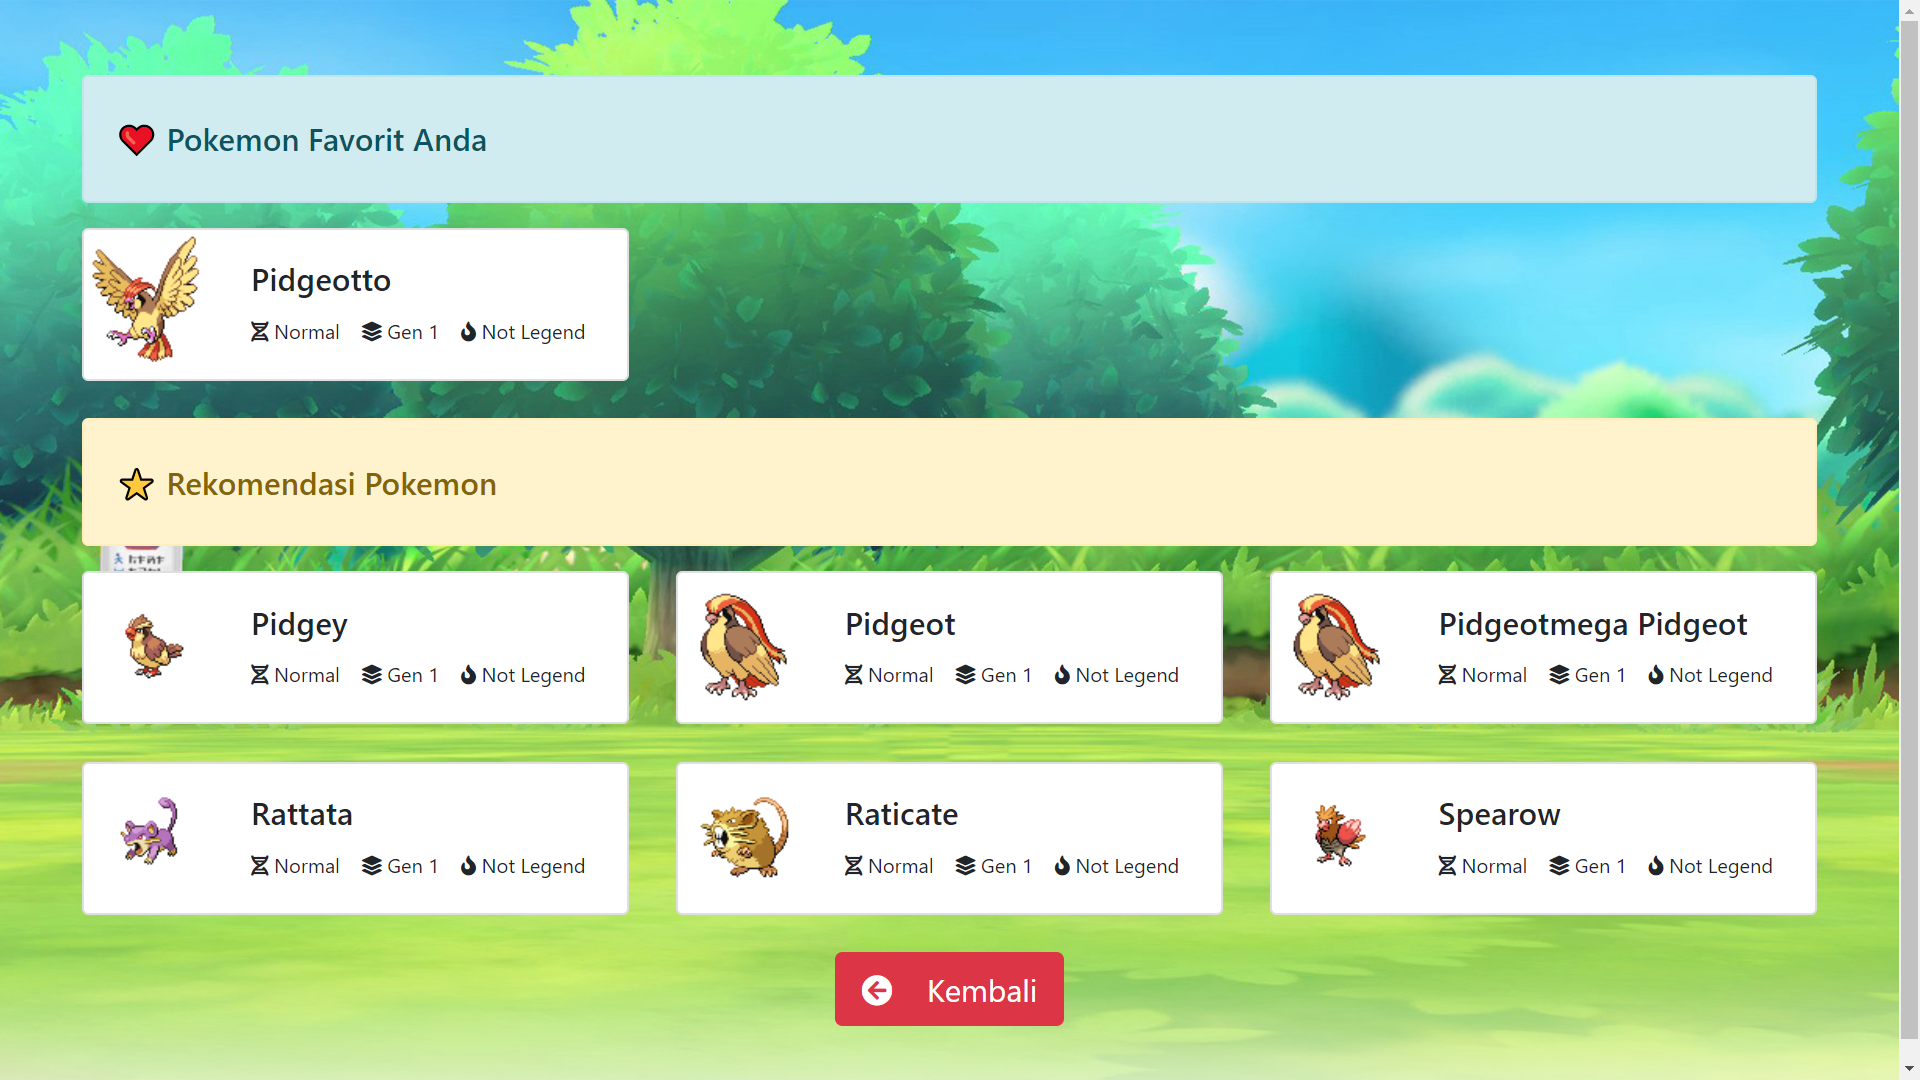 Pokemon Favorit Anda
Pidgeotto
Normal Gen 1 Not Legend
Rekomendasi Pokemon
Pidgey
Normal Gen 1 Not Legend
Pidgeot
Normal Gen 1 Not Legend
Pidgeotmega Pidgeot
Normal Gen 1 Not Legend
Rattata
Normal Gen 1 Not Legend
Raticate
Normal Gen 1 Not Legend
Spearow
Normal Gen 1 Not Legend
Kembali